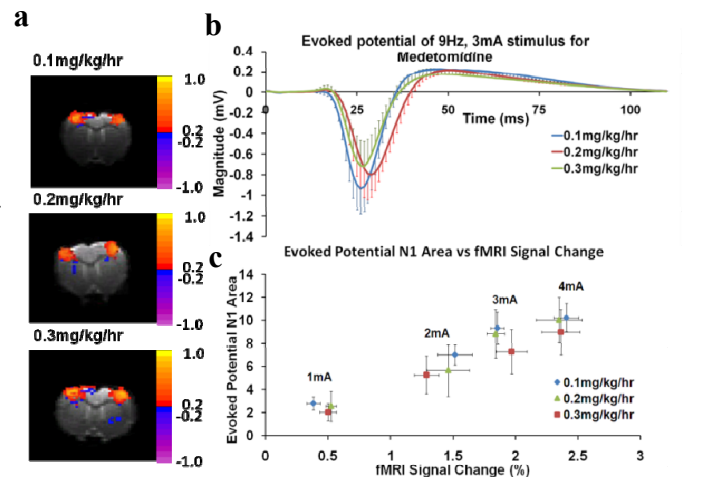 a
0.1mg/kg/hr
1.0
0.2
-0.2
-1.0
0.2mg/kg/hr
1.0
0.2
0.2
-1.0
0.3mg/kg/hr
1.0
0.2
0.2
-1.0
b
Evoked potential of 9Hz, 3mA stimulus for
Medetomidine
Magnitude (mV)
0.4
0.2
0
-0.2
-0.4
-0.6
-0.8
-1
-1.2
-1.4
0 25 50 75 100
Time (ms)
0.1mg/kg/hr
0.2mg/kg/hr
0.3mg/kg/hr
c
Evoked Potential N1 Area vs fMRI Signal Change
Evoked Potential N1 Area
14
12
10
8
6
4
2
0
1mA
2mA
3mA
4mA
0.1mg/kg/hr
0.2mg/kg/hr
0.3mg/kg/hr
0 0.5 1 1.5 2 2.5 3
fMRI Signal Change (%)